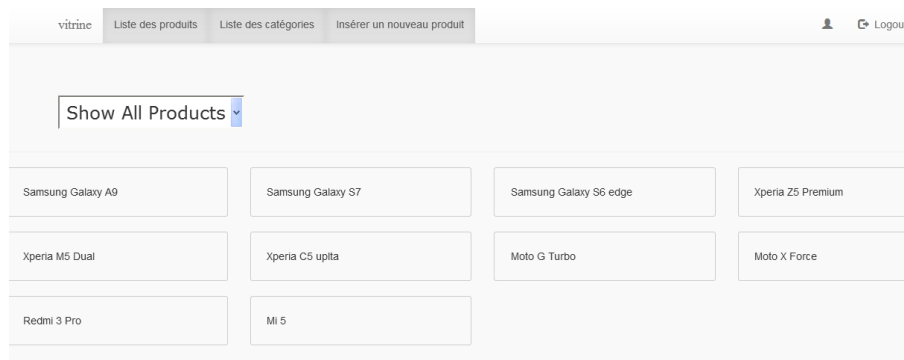 vitrine Liste des produits Liste des catégories Insérer un nouveau produit Logou
Show All Products
Samsung Galaxy A9 Samsung Galaxy S7 Samsung Galaxy S6 edge Xperia Z5 Premium
Xperia M5 Dual Xperia C5 uplta Moto G Turbo Moto X Force
Redmi 3 Pro Mi 5